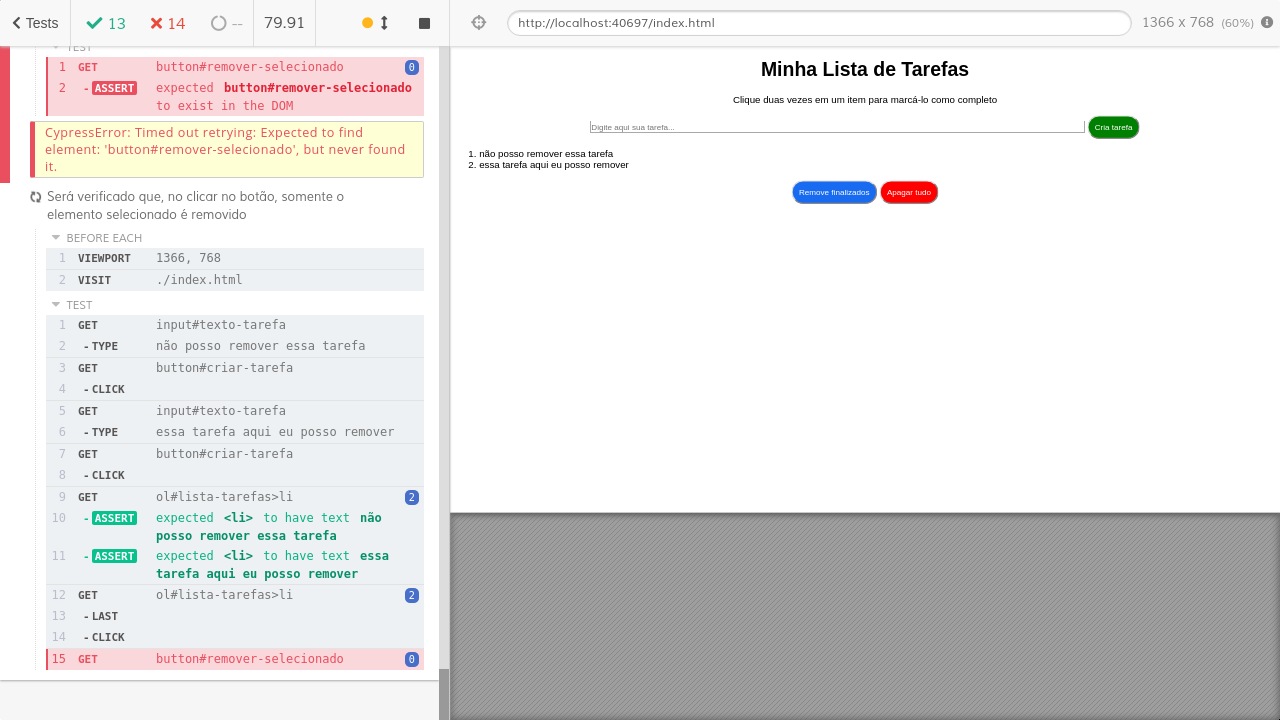 Tests
13
14
--
79.91
http://localhost:40697/index.html
1366 x 768 (60%)
TEST
1 GET button#remover-selecionado 0
2 - ASSERT expected button#remover-selecionado
to exist in the DOM
CypressError: Timed out retrying: Expected to find
element: 'button#remover-selecionado', but never found
it.
Será verificado que, no clicar no botão, somente o
elemento selecionado é removido
BEFORE EACH
1 VIEWPORT 1366, 768
2 VISIT ./index.html
TEST
1 GET input#texto-tarefa
2 - TYPE não posso remover essa tarefa
3 GET button#criar-tarefa
4 - CLICK
5 GET input#texto-tarefa
6 - TYPE essa tarefa aqui eu posso remover
7 GET button#criar-tarefa
8 - CLICK
9 GET ol#lista-tarefas>li 2
10 - ASSERT expected <li> to have text não
posso remover essa tarefa
11 - ASSERT expected <li> to have text essa
tarefa aqui eu posso remover
12 GET ol#lista-tarefas>li 2
13 - LAST
14 - CLICK
15 GET button#remover-selecionado 0
Minha Lista de Tarefas
Clique duas vezes em um item para marcá-lo como completo
Digite aqui sua tarefa...
Cria tarefa
1. não posso remover essa tarefa
2. essa tarefa aqui eu posso remover
Remove finalizados
Apagar tudo